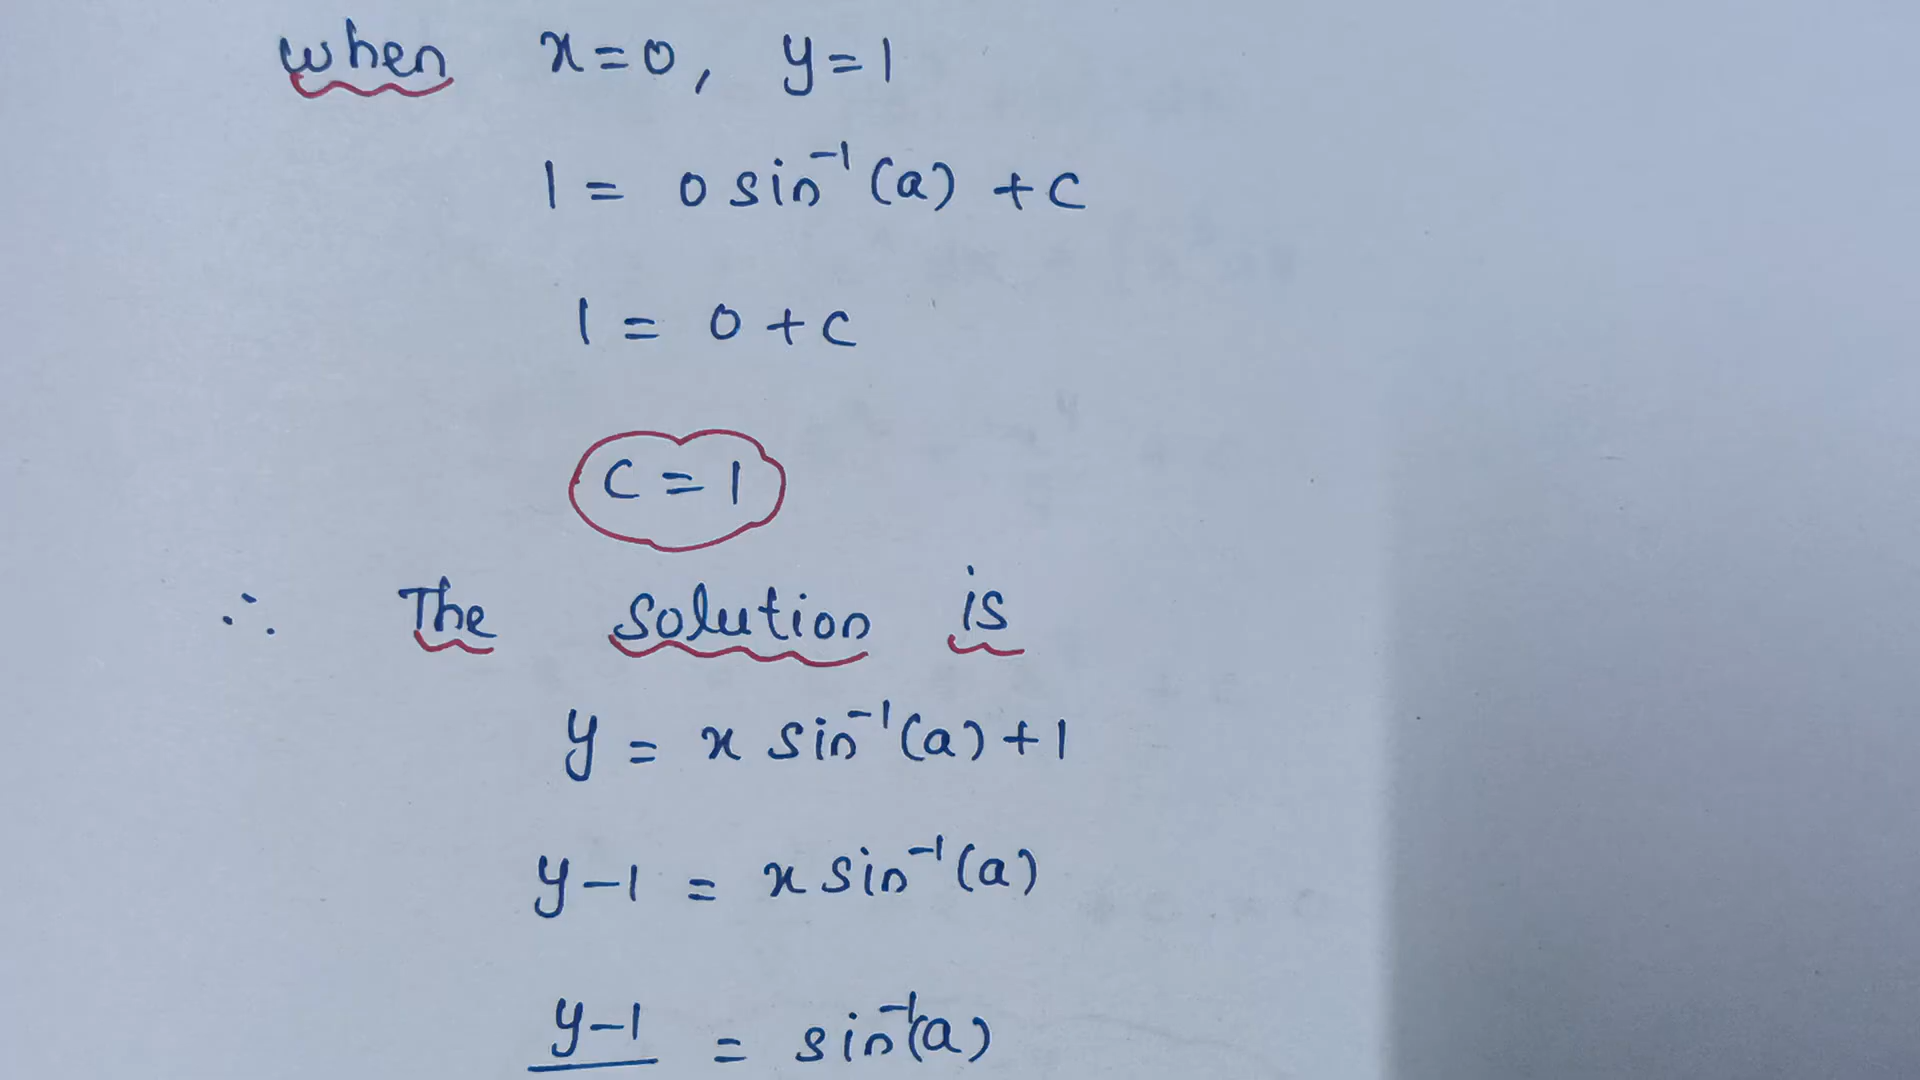 when x=0, y=1
1 = 0 sin⁻¹(a) + c
1 = 0 + c
c = 1
∴ The solution is
y = x sin⁻¹(a) + 1
y-1 = x sin⁻¹(a)
y-1 = sin⁻¹(a)